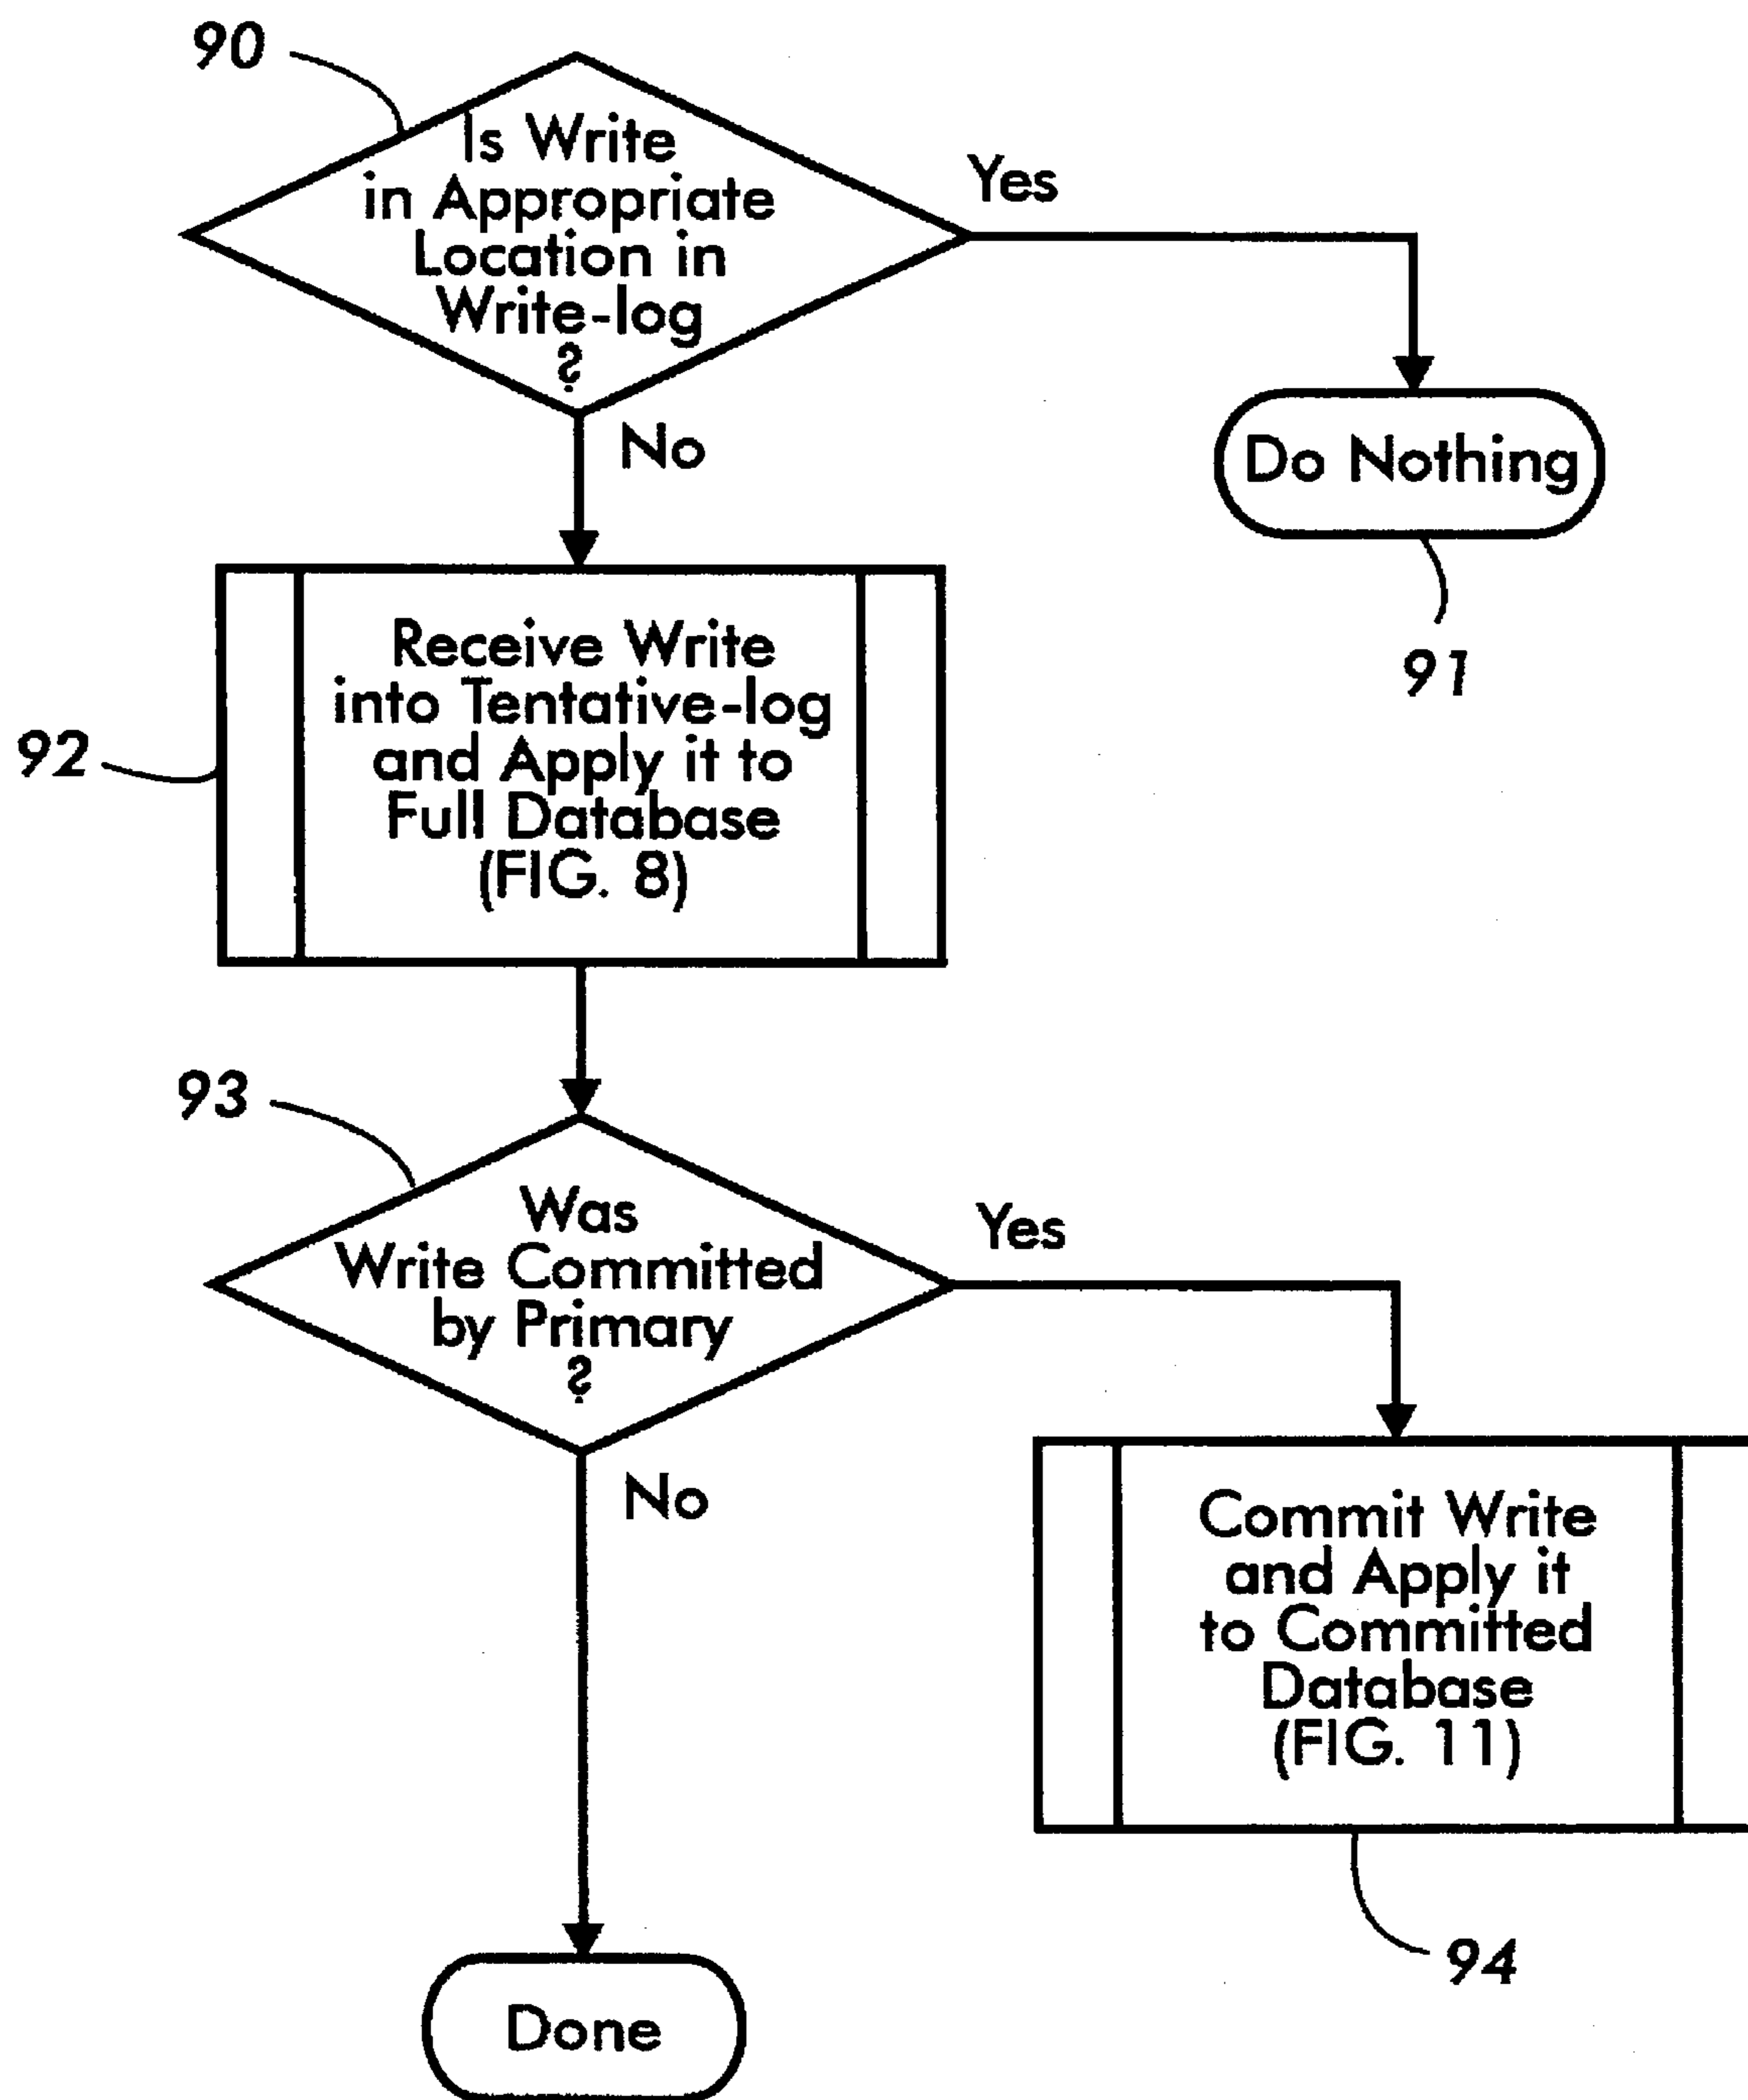 90
Is Write
in Appropriate
Location in
Write-log
?
Yes
No
Do Nothing
91
92
Receive Write
into Tentative-log
and Apply it to
Full Database
(FIG. 8)
93
Was
Write Committed
by Primary
?
Yes
No
Commit Write
and Apply it
to Committed
Database
(FIG. 11)
94
Done